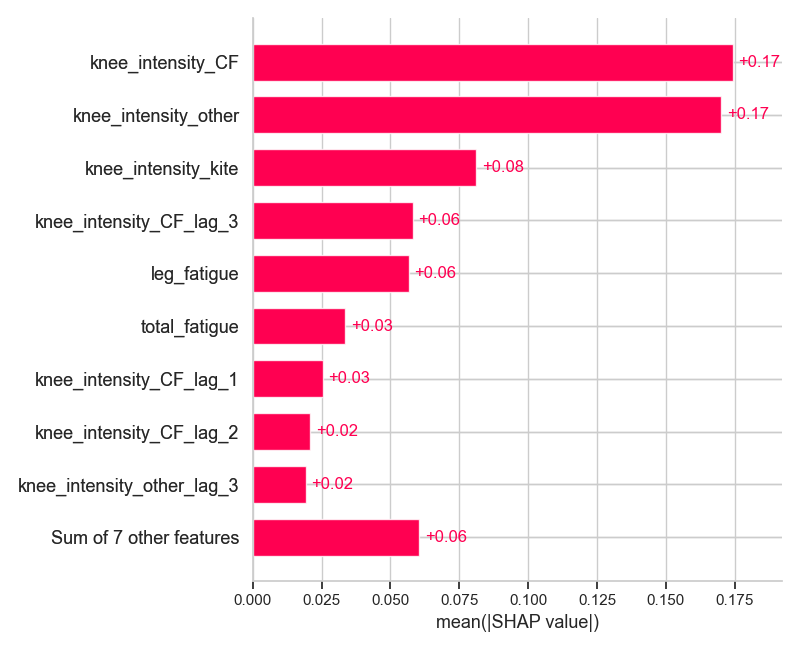 knee_intensity_CF +0.17
knee_intensity_other +0.17
knee_intensity_kite +0.08
knee_intensity_CF_lag_3 +0.06
leg_fatigue +0.06
total_fatigue +0.03
knee_intensity_CF_lag_1 +0.03
knee_intensity_CF_lag_2 +0.02
knee_intensity_other_lag_3 +0.02
Sum of 7 other features +0.06
0.000 0.025 0.050 0.075 0.100 0.125 0.150 0.175
mean(|SHAP value|)